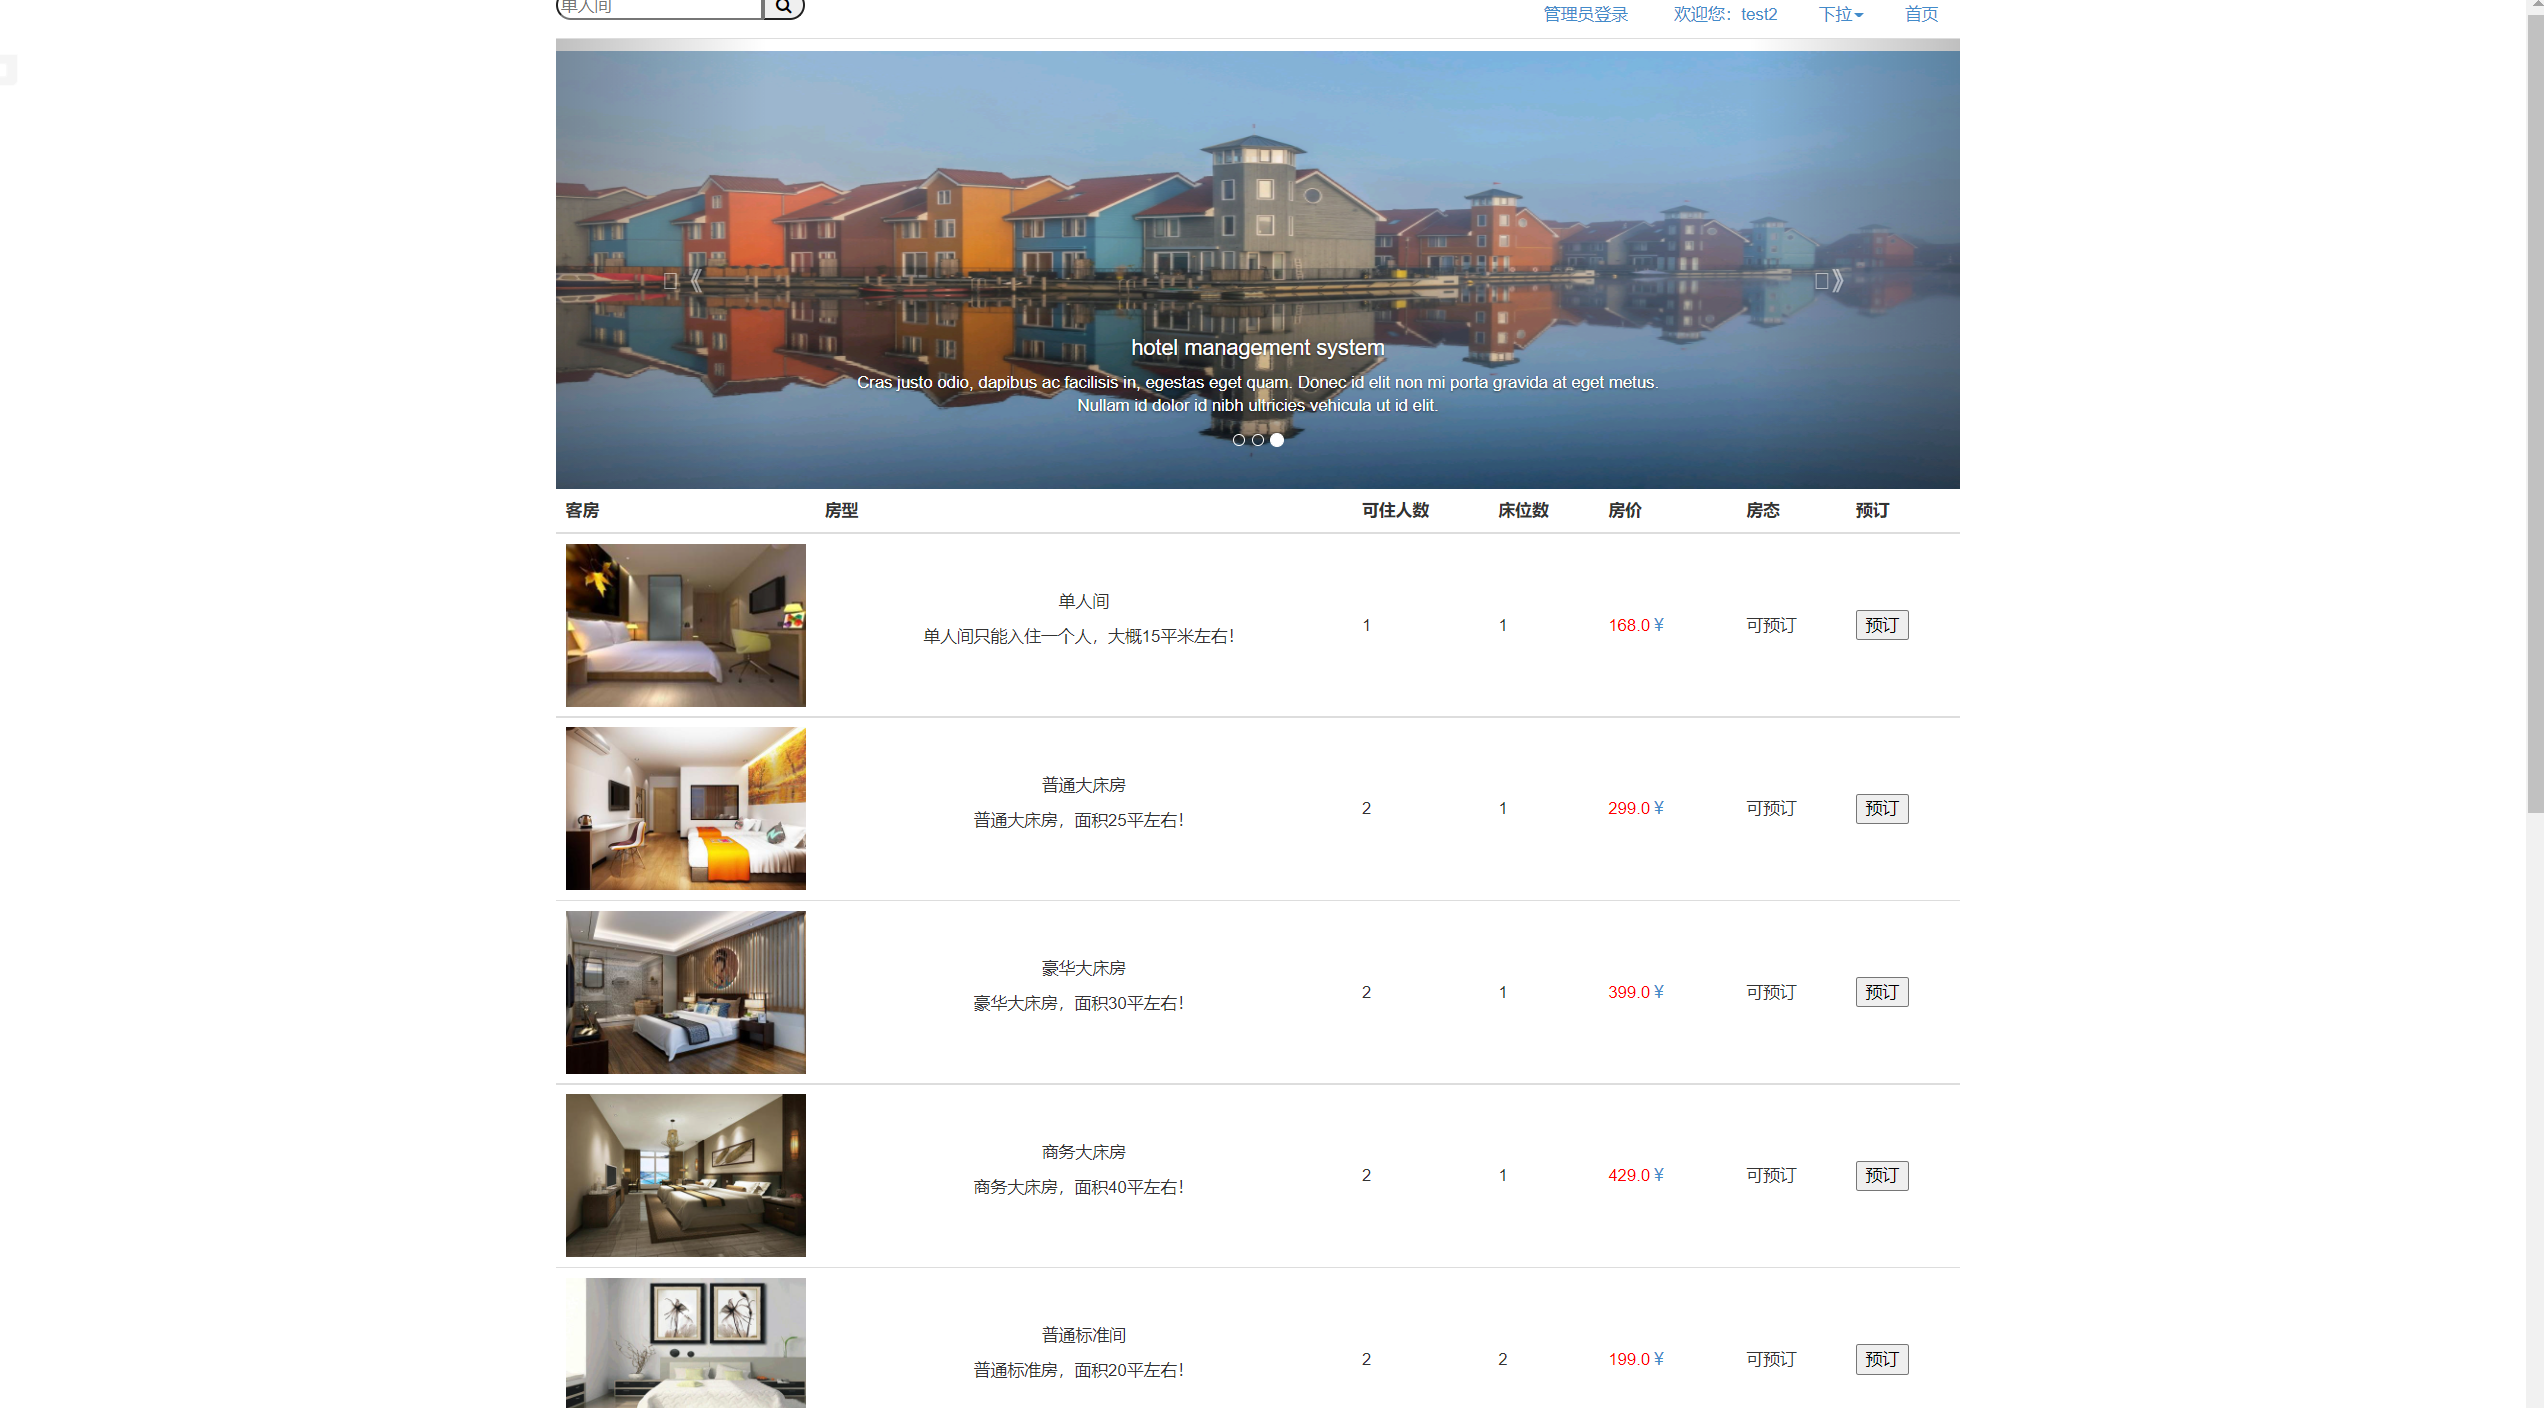 单人间
管理员登录 欢迎您：test2 下拉 首页
hotel management system
Cras justo odio, dapibus ac facilisis in, egestas eget quam. Donec id elit non mi porta gravida at eget metus.
Nullam id dolor id nibh ultricies vehicula ut id elit.
客房 房型 可住人数 床位数 房价 房态 预订
单人间
单人间只能入住一个人，大概15平米左右！
1 1 168.0 ¥ 可预订 预订
普通大床房
普通大床房，面积25平左右！
2 1 299.0 ¥ 可预订 预订
豪华大床房
豪华大床房，面积30平左右！
2 1 399.0 ¥ 可预订 预订
商务大床房
商务大床房，面积40平左右！
2 1 429.0 ¥ 可预订 预订
普通标准间
普通标准房，面积20平左右！
2 2 199.0 ¥ 可预订 预订